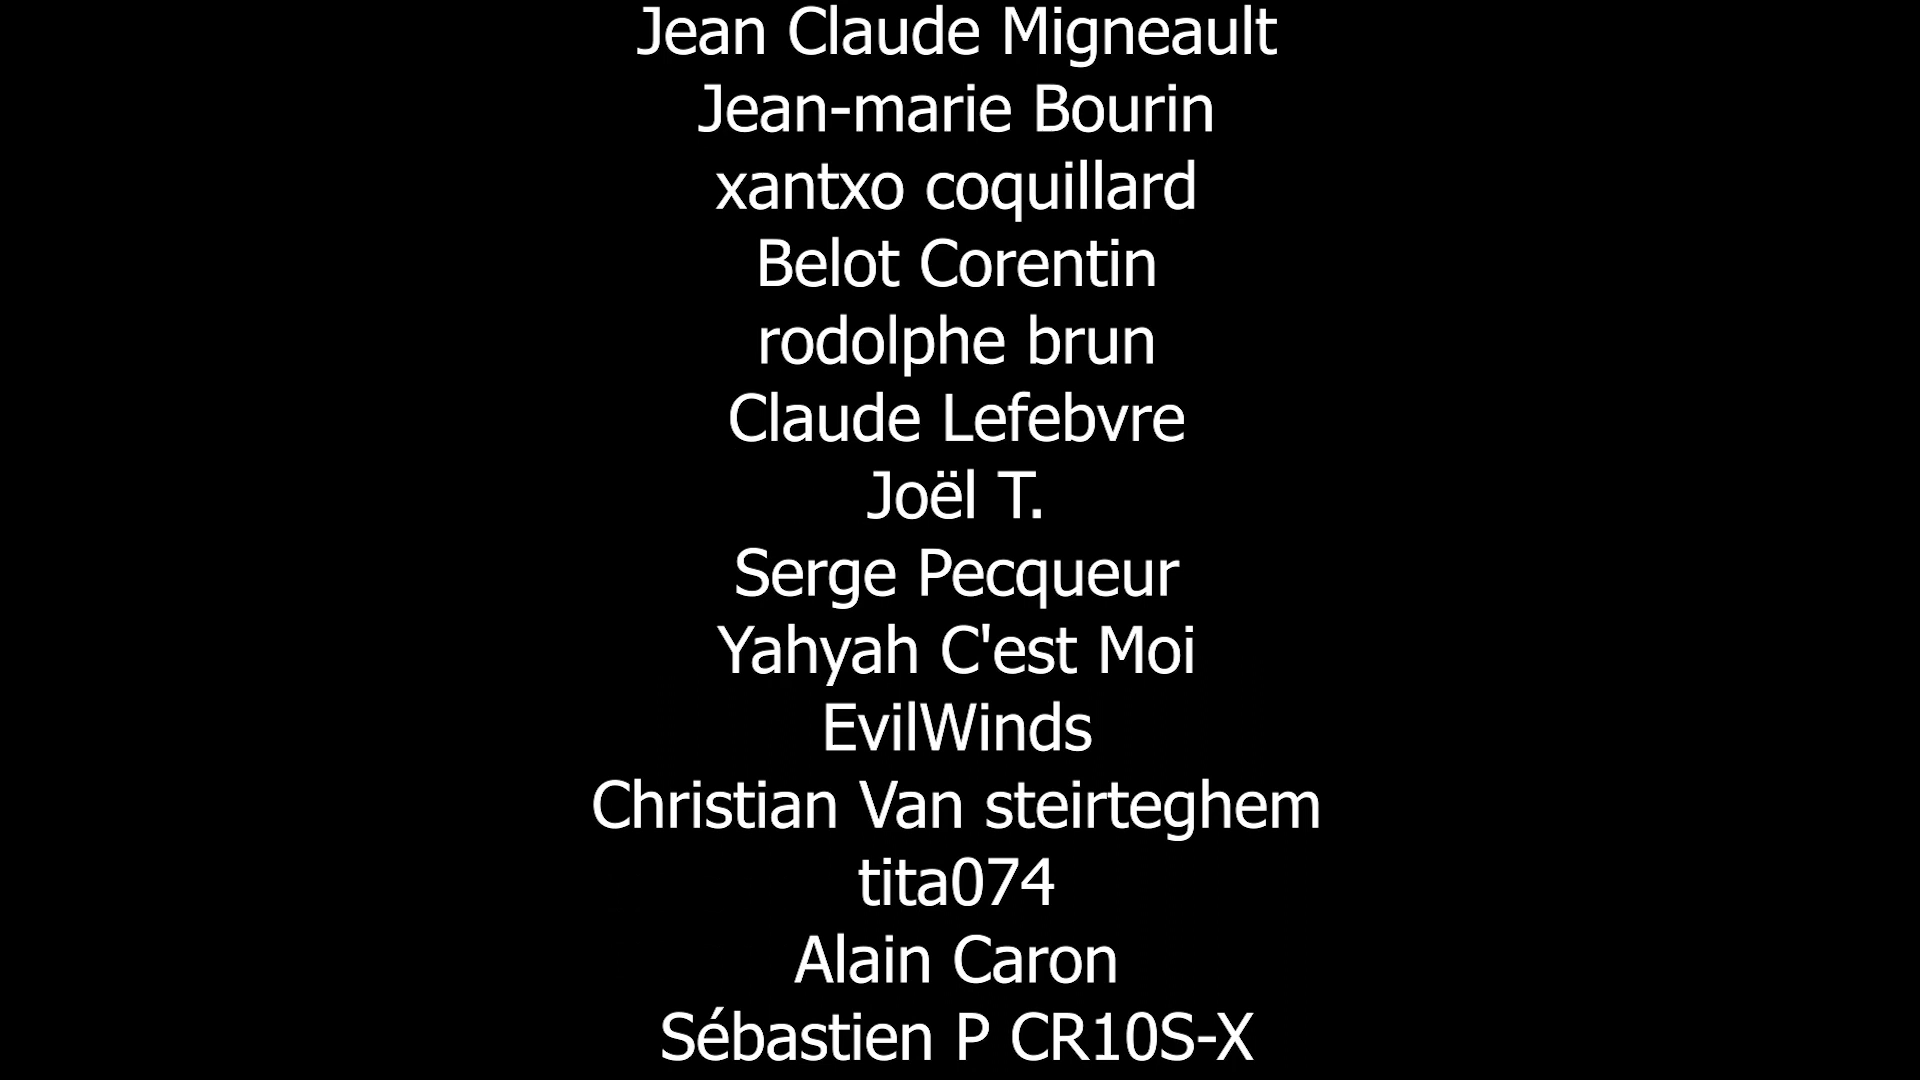 Jean Claude Migneault
Jean-marie Bourin
xantxo coquillard
Belot Corentin
rodolphe brun
Claude Lefebvre
Joël T.
Serge Pecqueur
Yahyah C'est Moi
EvilWinds
Christian Van steirteghem
tita074
Alain Caron
Sébastien P CR10S-X